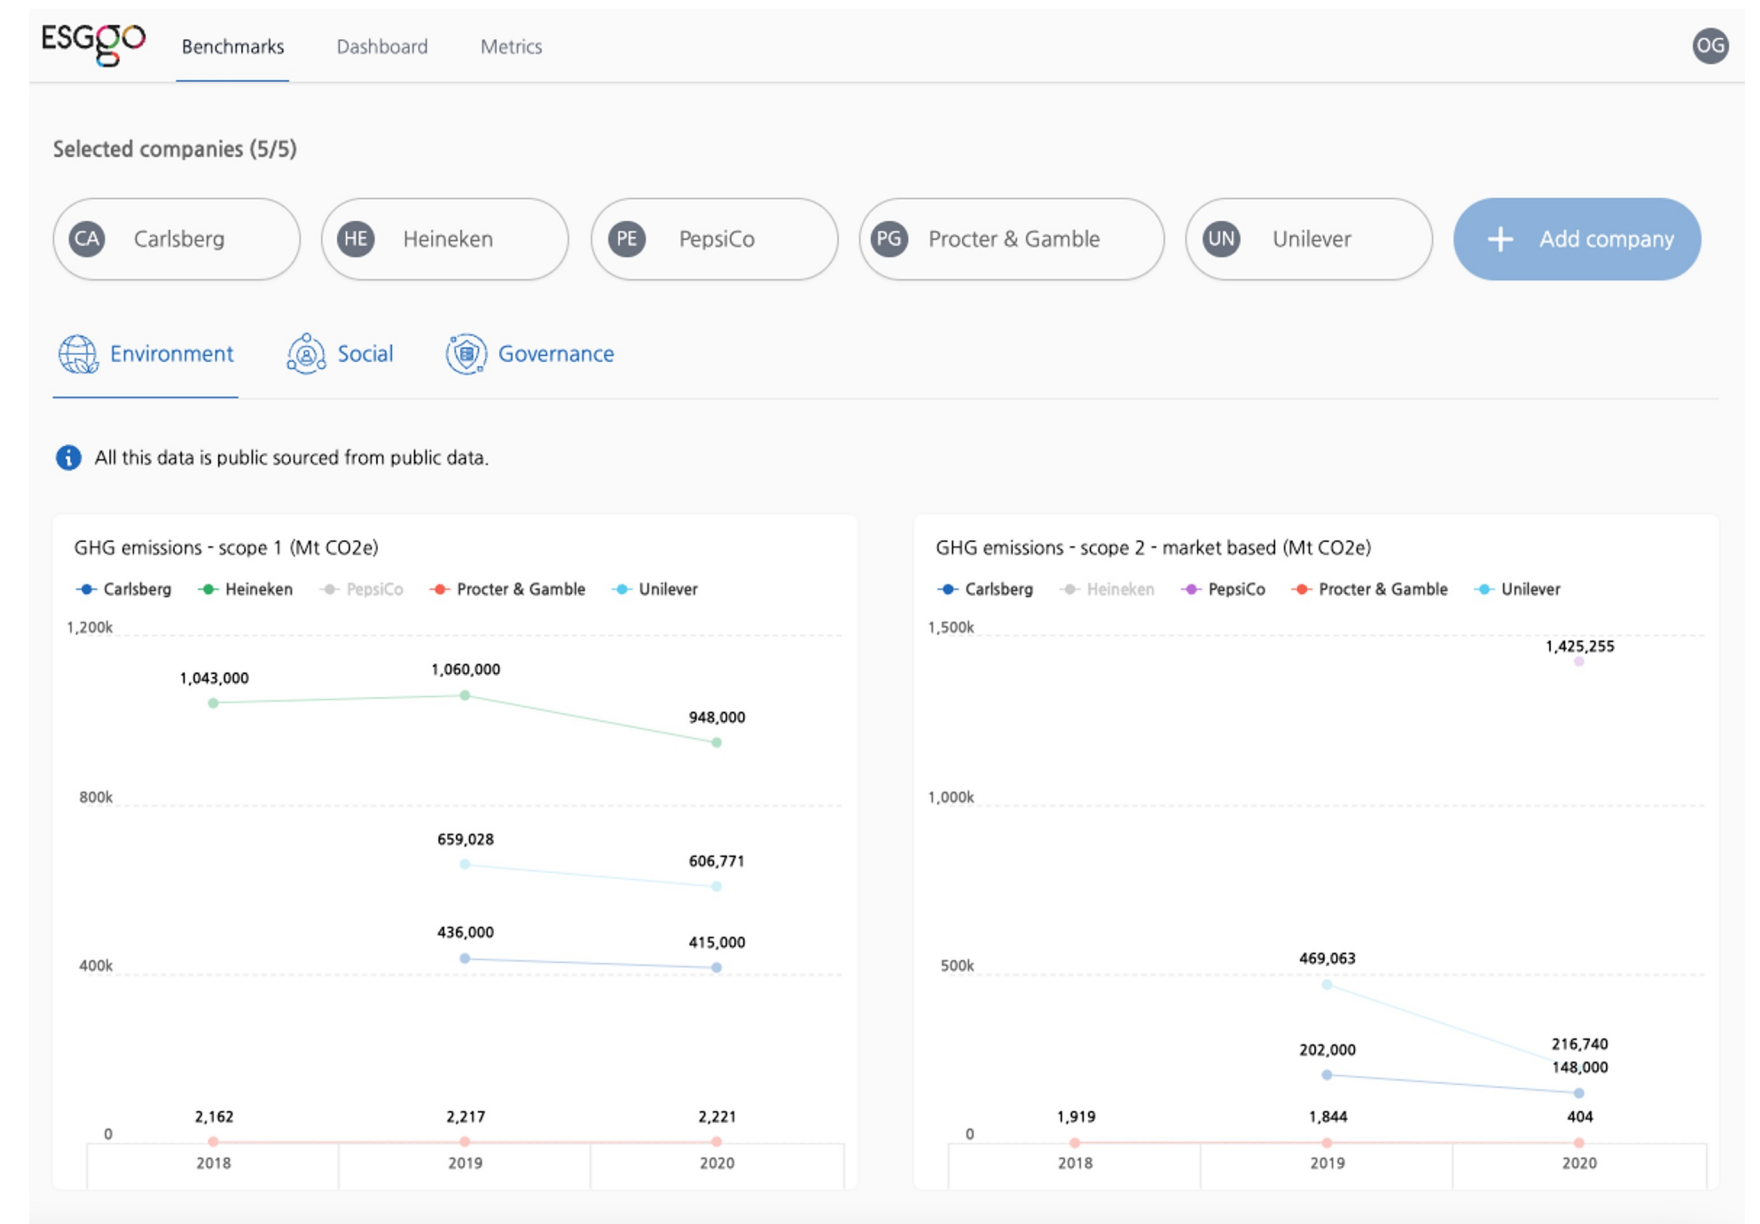 ESGgo Benchmarks Dashboard Metrics OG
Selected companies (5/5)
CA Carlsberg HE Heineken PE PepsiCo PG Procter & Gamble UN Unilever + Add company
Environment Social Governance
All this data is public sourced from public data.
GHG emissions - scope 1 (Mt CO2e)
Carlsberg Heineken PepsiCo Procter & Gamble Unilever
1,200k
1,043,000 1,060,000 948,000
800k
659,028 606,771
436,000 415,000
400k
2,162 2,217 2,221
0
2018 2019 2020
GHG emissions - scope 2 - market based (Mt CO2e)
Carlsberg Heineken PepsiCo Procter & Gamble Unilever
1,500k
1,425,255
1,000k
500k
469,063
202,000 216,740
148,000
1,919 1,844 404
0
2018 2019 2020